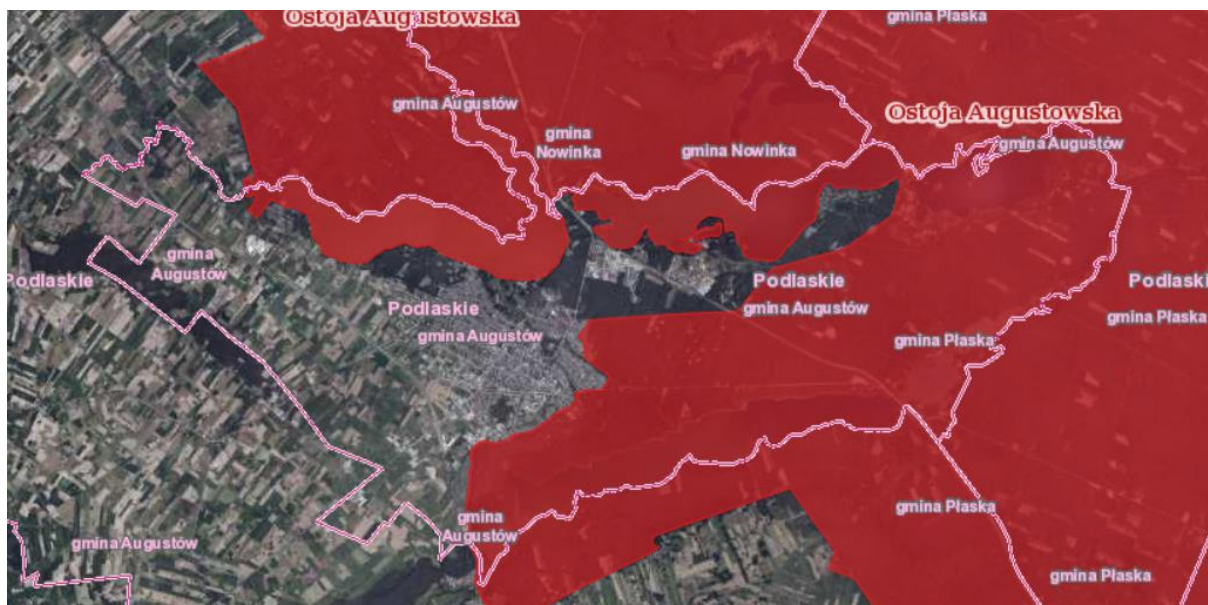 Ostoja Augustowska
gmina Płaska
gmina Augustów
Ostoja Augustowska
gmina
Nowinka
gmina Nowinka
gmina Augustów
gmina
Augustów
Podlaskie
Podlaskie
Podlaskie
Podlaski
gmina Augustów
gmina Płaska
gmina Augustów
gmina Płaska
gmina
Augustów
gmina Płaska
gmina Augustów
gmina Płaska